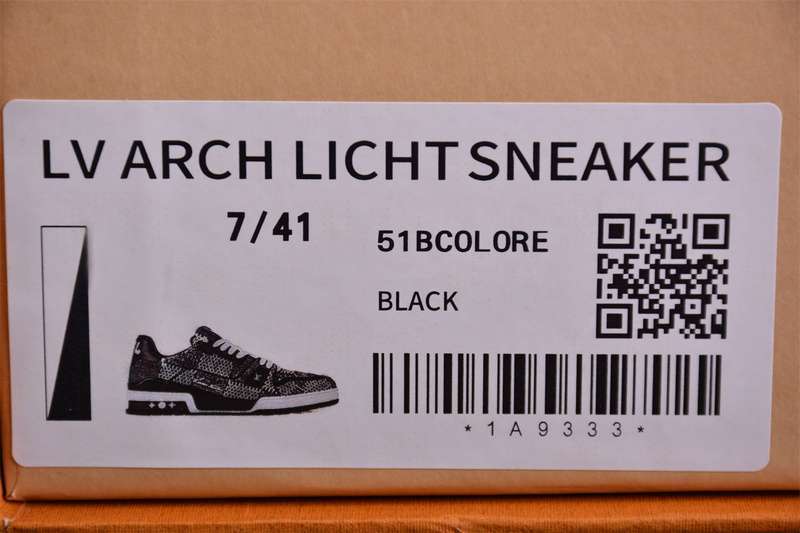 LV ARCH LICHT SNEAKER
7/41
51BCOLORE
BLACK
*1A9333*